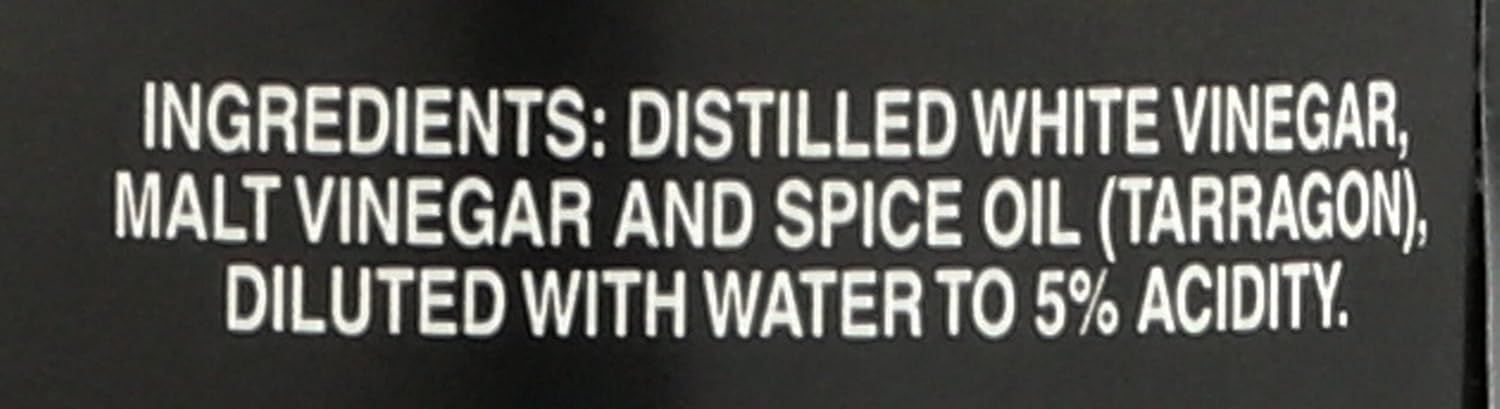 INGREDIENTS: DISTILLED WHITE VINEGAR,
MALT VINEGAR AND SPICE OIL (TARRAGON),
DILUTED WITH WATER TO 5% ACIDITY.